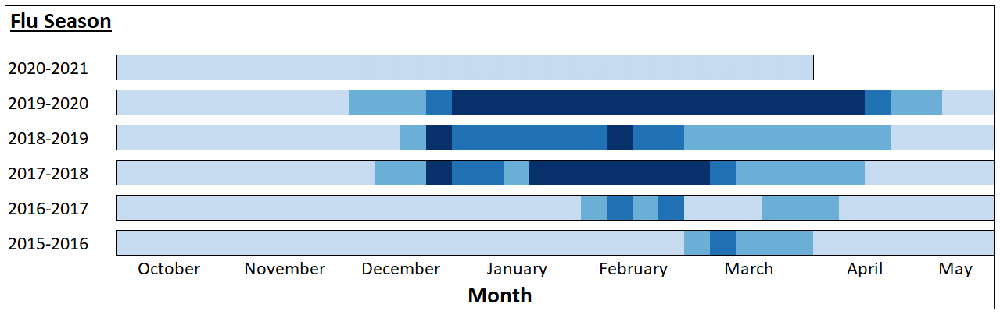 Flu Season
2020-2021
2019-2020
2018-2019
2017-2018
2016-2017
2015-2016
October November December January February March April May
Month